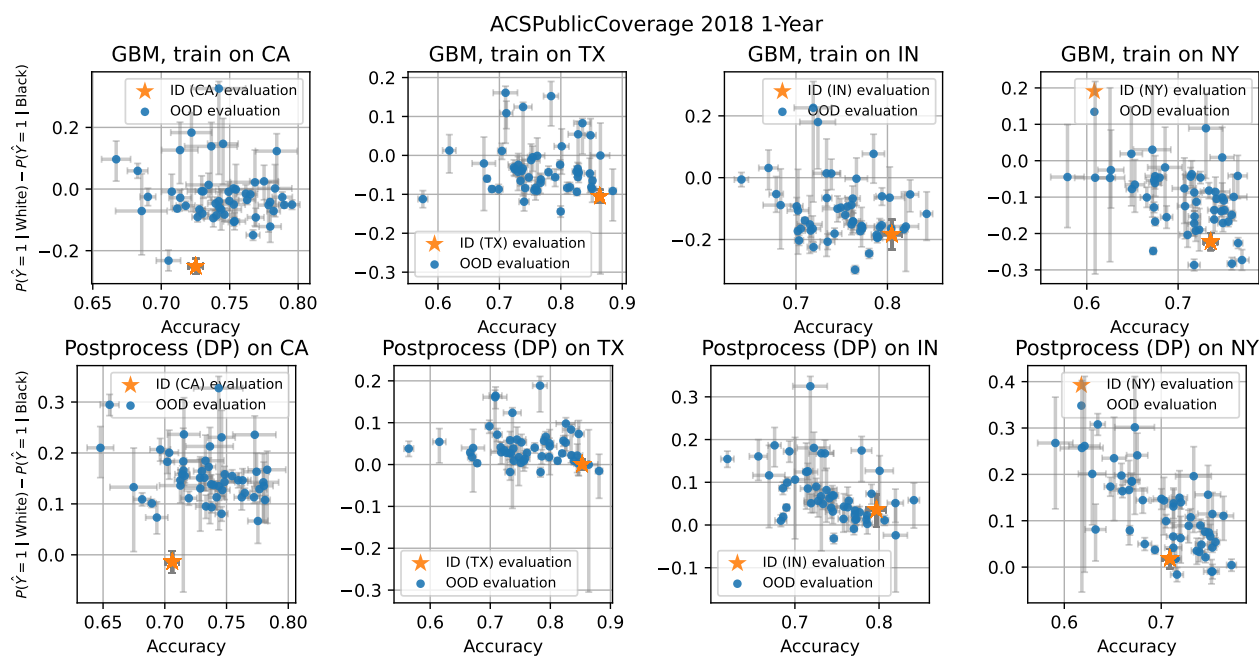 ACSPublicCoverage 2018 1-Year
GBM, train on CA
GBM, train on TX
GBM, train on IN
GBM, train on NY
P(Ŷ = 1 | White) − P(Ŷ = 1 | Black)
0.2
0.0
−0.2
ID (CA) evaluation
OOD evaluation
0.65
0.70
0.75
0.80
Accuracy
0.2
0.1
0.0
−0.1
−0.2
−0.3
ID (TX) evaluation
OOD evaluation
0.6
0.7
0.8
0.9
Accuracy
0.2
0.0
−0.2
ID (IN) evaluation
OOD evaluation
0.7
0.8
Accuracy
0.2
0.1
0.0
−0.1
−0.2
−0.3
ID (NY) evaluation
OOD evaluation
0.6
0.7
Accuracy
Postprocess (DP) on CA
Postprocess (DP) on TX
Postprocess (DP) on IN
Postprocess (DP) on NY
P(Ŷ = 1 | White) − P(Ŷ = 1 | Black)
0.3
0.2
0.1
0.0
ID (CA) evaluation
OOD evaluation
0.65
0.70
0.75
0.80
Accuracy
0.2
0.1
0.0
−0.1
−0.2
−0.3
ID (TX) evaluation
OOD evaluation
0.6
0.7
0.8
0.9
Accuracy
0.3
0.2
0.1
0.0
−0.1
ID (IN) evaluation
OOD evaluation
0.7
0.8
Accuracy
0.4
0.3
0.2
0.1
0.0
ID (NY) evaluation
OOD evaluation
0.6
0.7
Accuracy